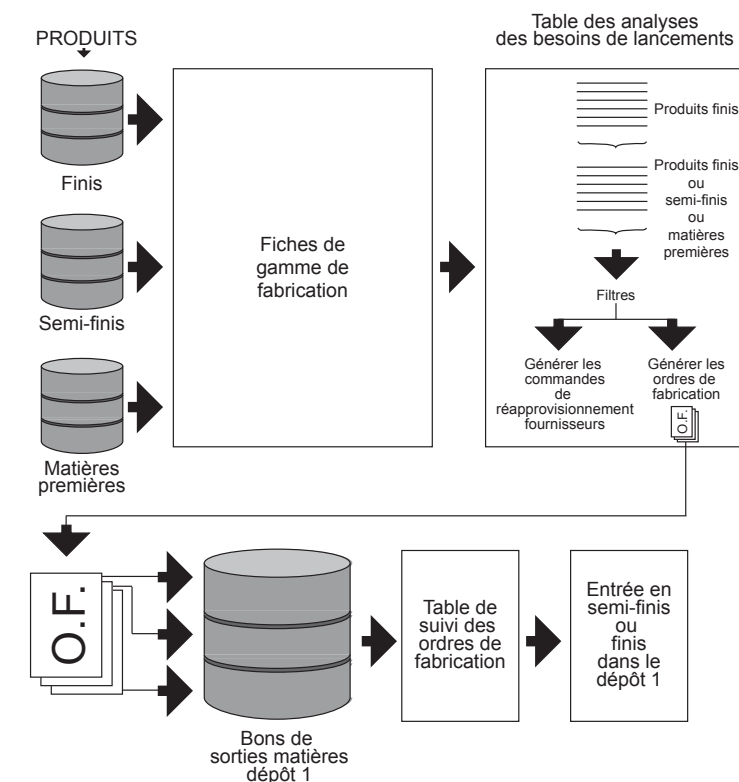 Table des analyses
des besoins de lancements
PRODUITS
Finis
Semi-finis
Matières
premières
Fiches de
gamme de
fabrication
Produits finis
Produits finis
ou
semi-finis
ou
matières
premières
Filtres
Générer les
commandes
de
réapprovisionnement
fournisseurs
Générer les
ordres de
fabrication
O.F.
O.F.
Bons de
sorties matières
dépôt 1
Table de
suivi des
ordres de
fabrication
Entrée en
semi-finis
ou
finis
dans le
dépôt 1